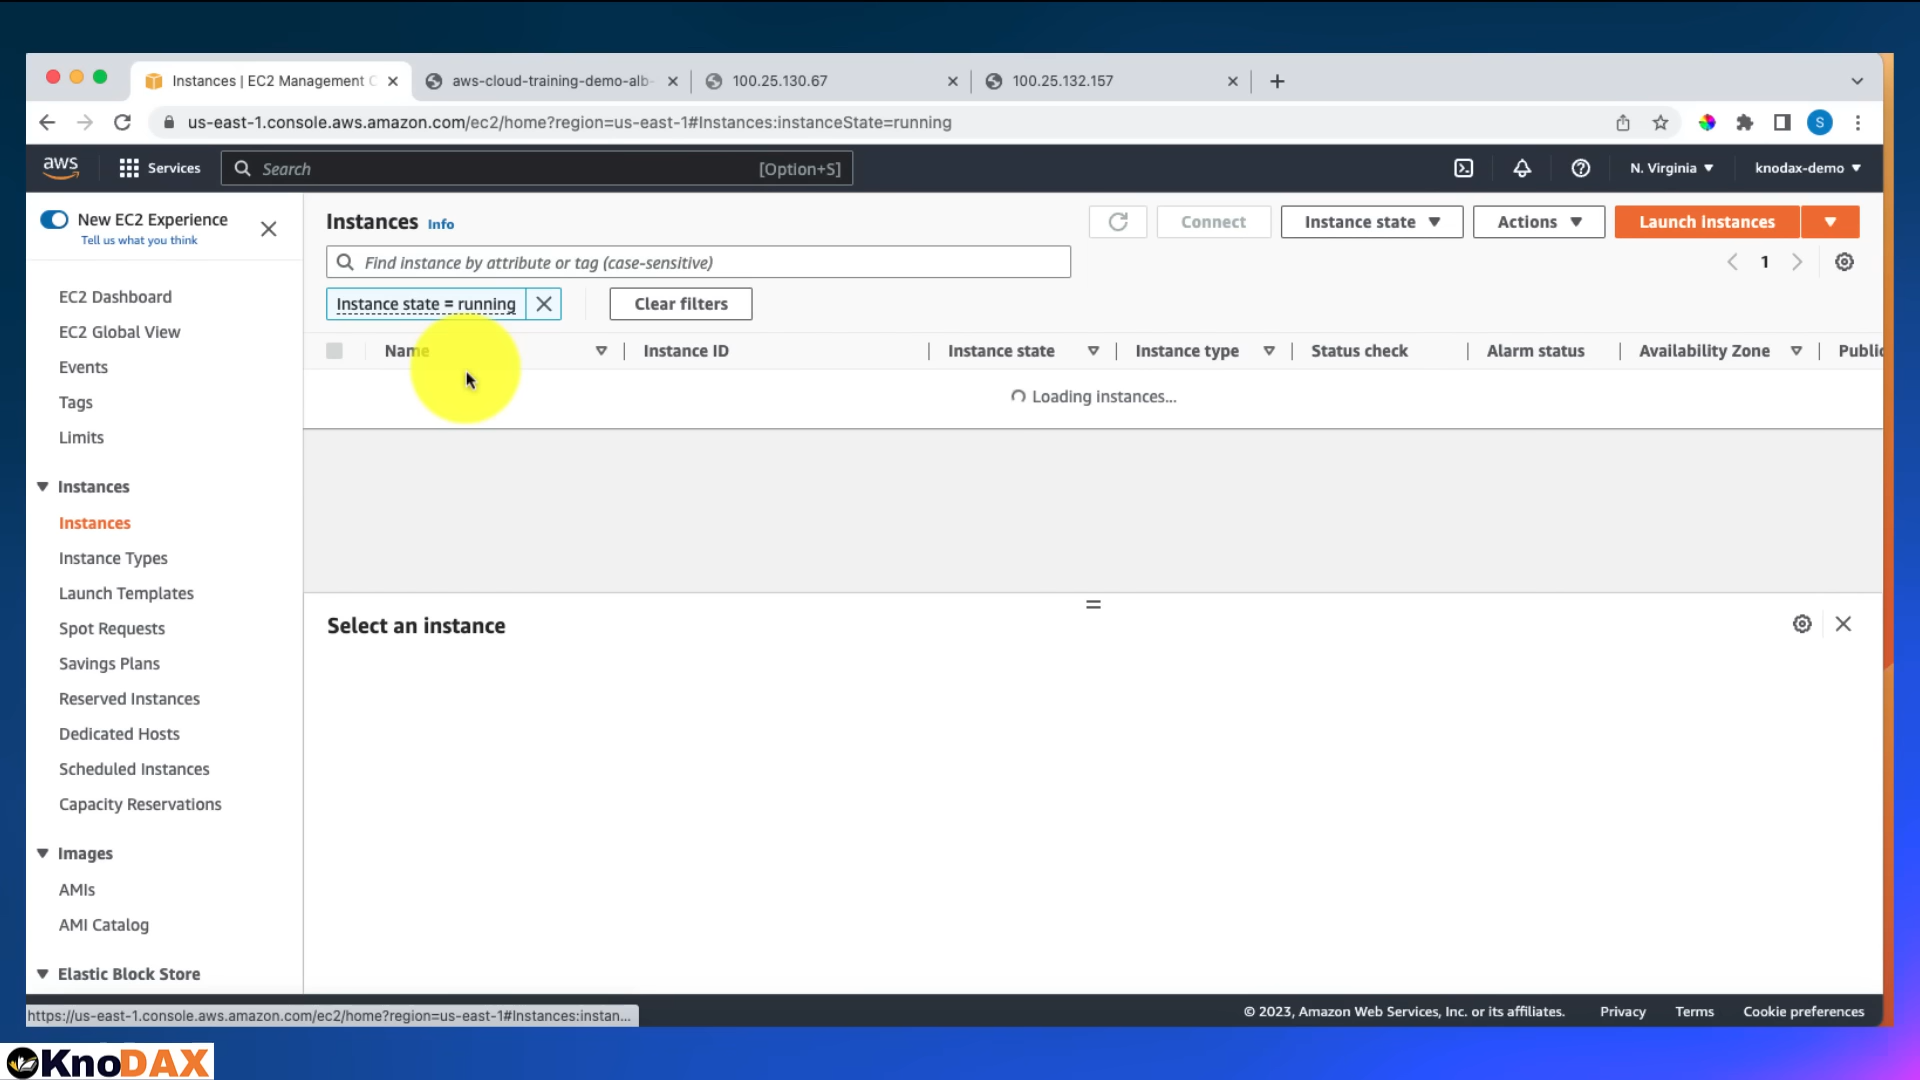 Instances | EC2 Management C
aws-cloud-training-demo-alb-
100.25.130.67
100.25.132.157
us-east-1.console.aws.amazon.com/ec2/home?region=us-east-1#Instances:instanceState=running
S
aws
Services
Search
[Option+S]
N. Virginia
knodax-demo
New EC2 Experience
Tell us what you think
EC2 Dashboard
EC2 Global View
Events
Tags
Limits
Instances
Instances
Instance Types
Launch Templates
Spot Requests
Savings Plans
Reserved Instances
Dedicated Hosts
Scheduled Instances
Capacity Reservations
Images
AMIs
AMI Catalog
Elastic Block Store
Instances Info
Connect
Instance state
Actions
Launch instances
Find instance by attribute or tag (case-sensitive)
1
Instance state = running
Clear filters
Name
Instance ID
Instance state
Instance type
Status check
Alarm status
Availability Zone
Public
Loading instances...
Select an instance
https://us-east-1.console.aws.amazon.com/ec2/home?region=us-east-1#Instances:instan...
© 2023, Amazon Web Services, Inc. or its affiliates.
Privacy
Terms
Cookie preferences
KnoDAX